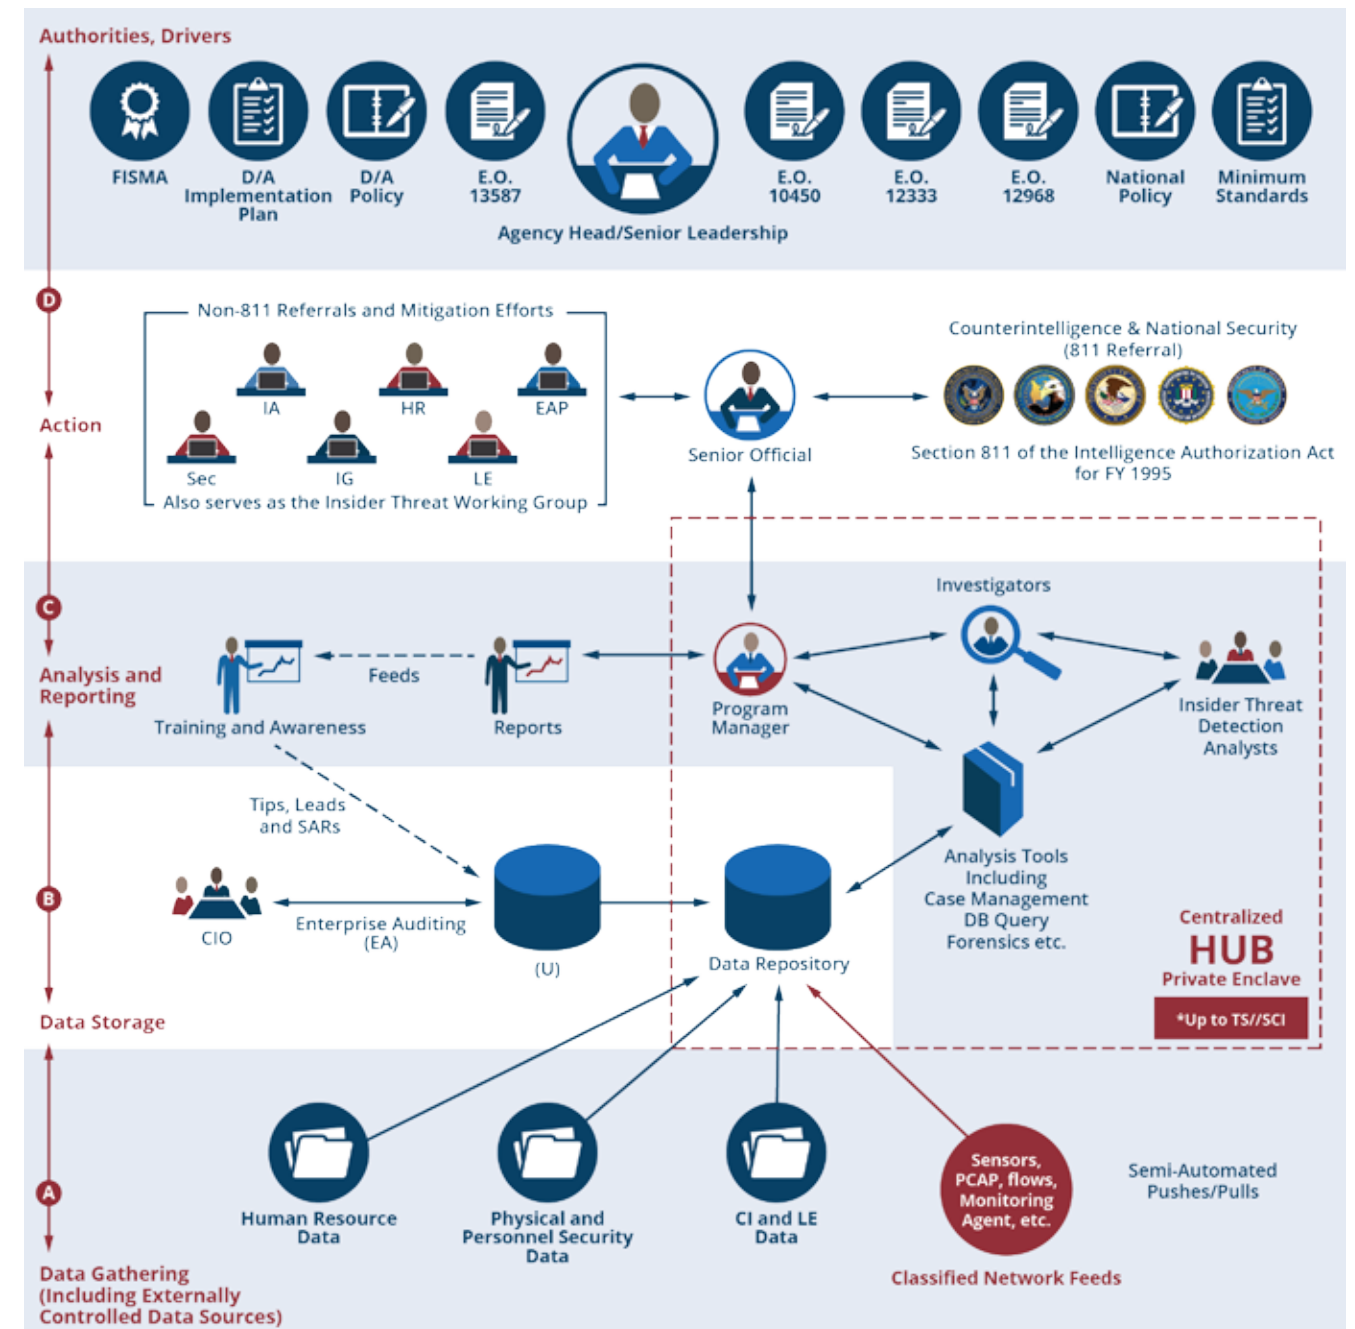 Authorities, Drivers
FISMA
D/A
Implementation
Plan
D/A
Policy
E.O.
13587
Agency Head/Senior Leadership
E.O.
10450
E.O.
12333
E.O.
12968
National
Policy
Minimum
Standards
D
Non-811 Referrals and Mitigation Efforts
IA
HR
EAP
Sec
IG
LE
Also serves as the Insider Threat Working Group
Senior Official
Counterintelligence & National Security
(811 Referral)
Section 811 of the Intelligence Authorization Act
for FY 1995
Action
C
Analysis and
Reporting
Training and Awareness
Feeds
Reports
Program
Manager
Investigators
Insider Threat
Detection
Analysts
Tips, Leads
and SARs
B
CIO
Enterprise Auditing
(EA)
(U)
Data Repository
Analysis Tools
Including
Case Management
DB Query
Forensics etc.
Centralized
HUB
Private Enclave
*Up to TS//SCI
Data Storage
A
Human Resource
Data
Physical and
Personnel Security
Data
CI and LE
Data
Sensors,
PCAP, flows,
Monitoring
Agent, etc.
Classified Network Feeds
Semi-Automated
Pushes/Pulls
Data Gathering
(Including Externally
Controlled Data Sources)